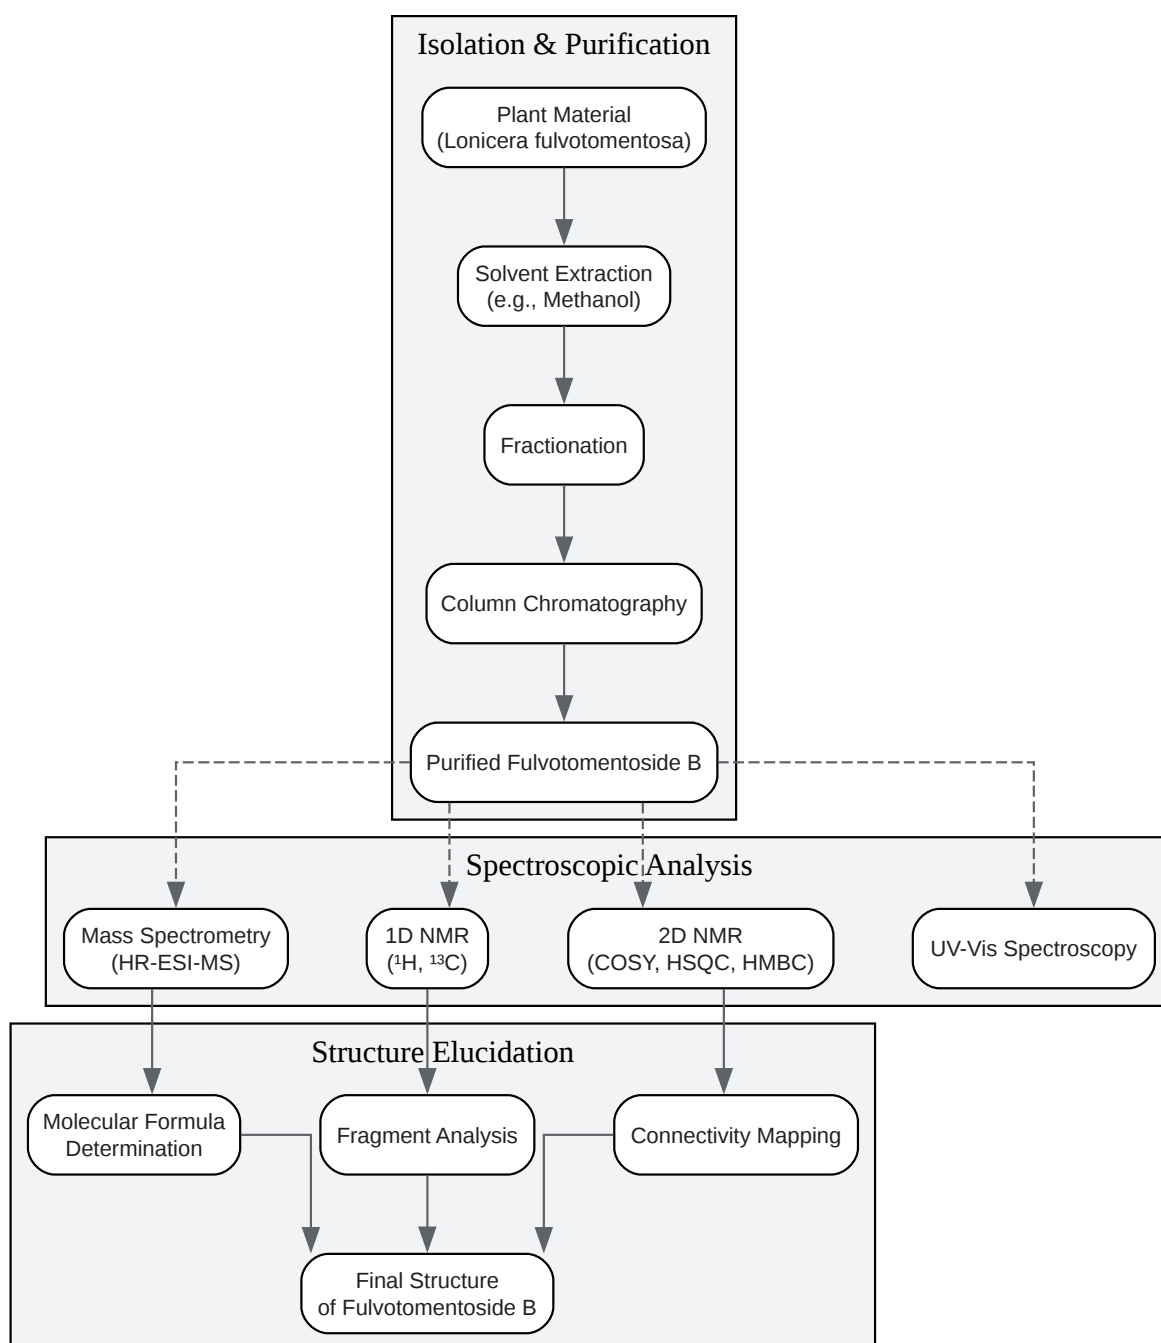 Isolation & Purification
Plant Material
(Lonicera fulvotomentosa)
Solvent Extraction
(e.g., Methanol)
Fractionation
Column Chromatography
Purified Fulvotomentoside B
Spectroscopic Analysis
Mass Spectrometry
(HR-ESI-MS)
1D NMR
(¹H, ¹³C)
2D NMR
(COSY, HSQC, HMBC)
UV-Vis Spectroscopy
Structure Elucidation
Molecular Formula
Determination
Fragment Analysis
Connectivity Mapping
Final Structure
of Fulvotomentoside B